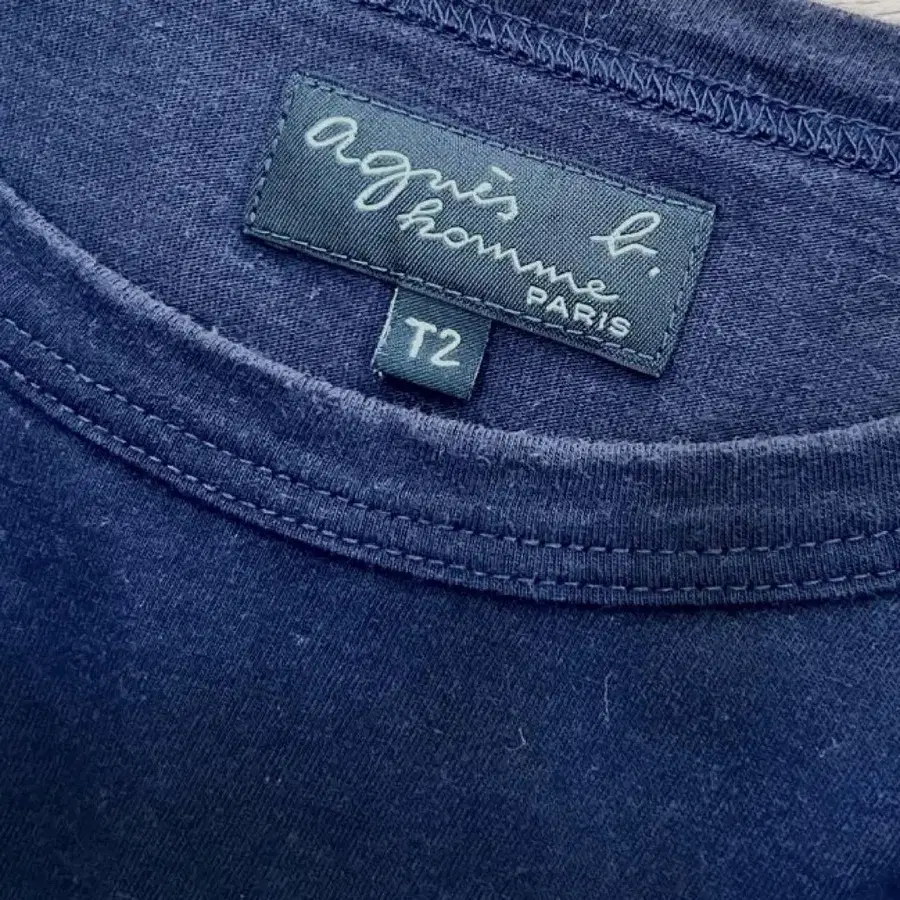 agnès b.
homme
PARIS
T2